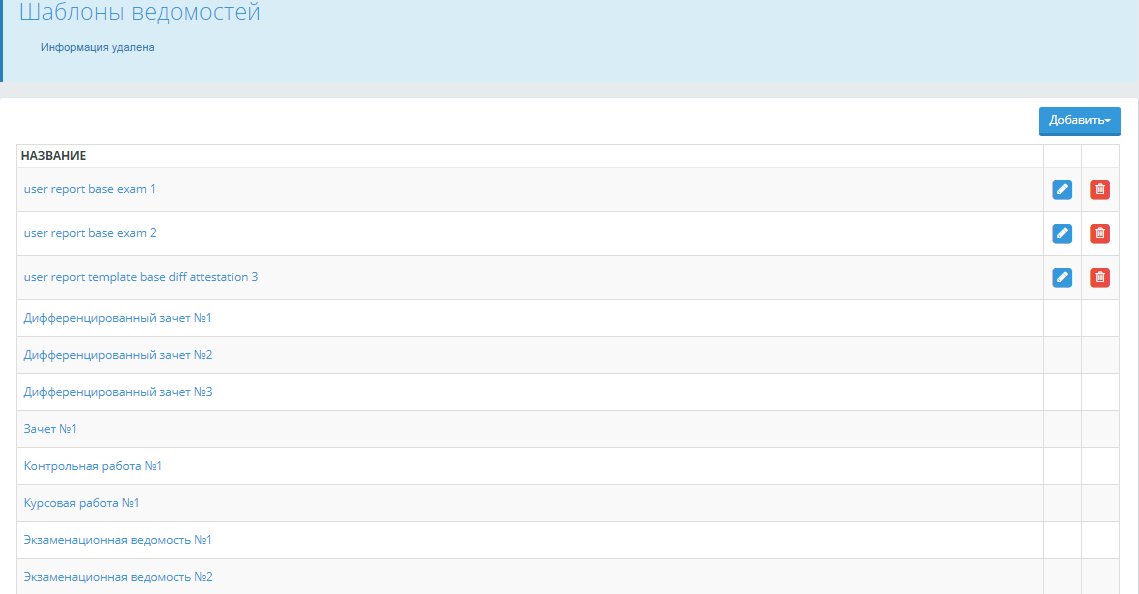 Шаблоны ведомостей
Информация удалена
Добавить
НАЗВАНИЕ
user report base exam 1
user report base exam 2
user report template base diff attestation 3
Дифференцированный зачет №1
Дифференцированный зачет №2
Дифференцированный зачет №3
Зачет №1
Контрольная работа №1
Курсовая работа №1
Экзаменационная ведомость №1
Экзаменационная ведомость №2